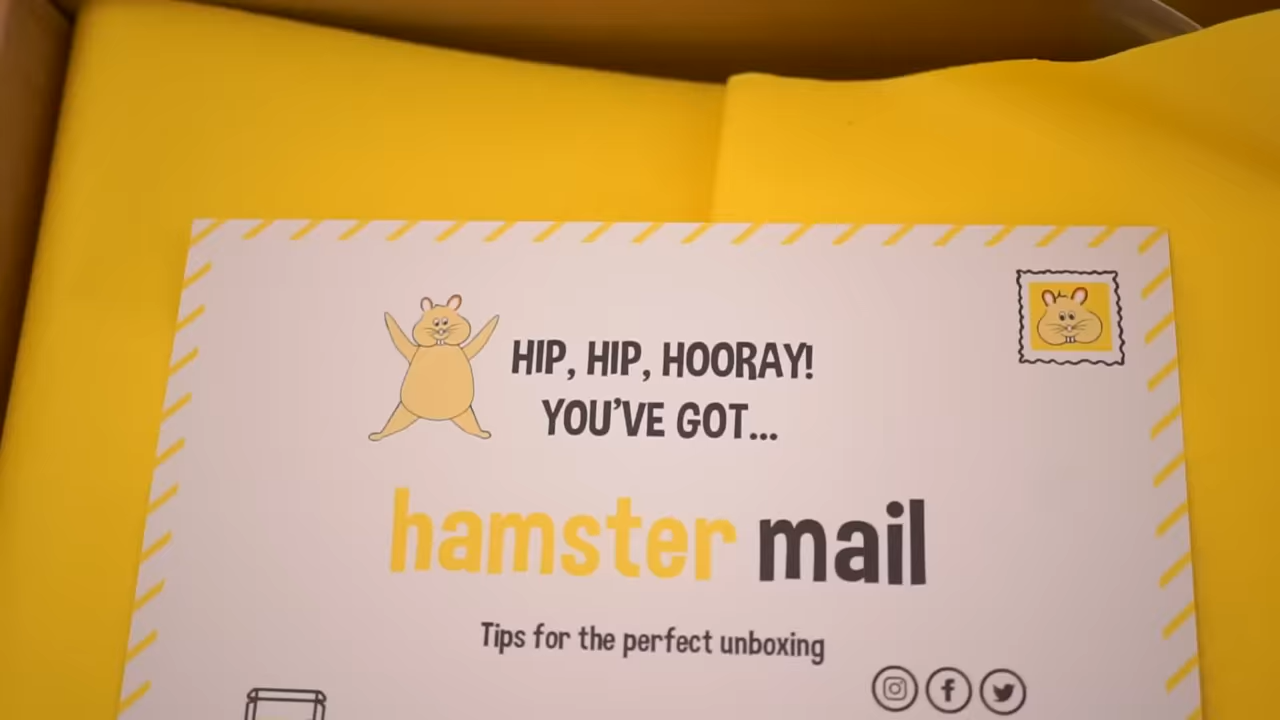 HIP, HIP, HOORAY!
YOU'VE GOT...
hamster mail
Tips for the perfect unboxing